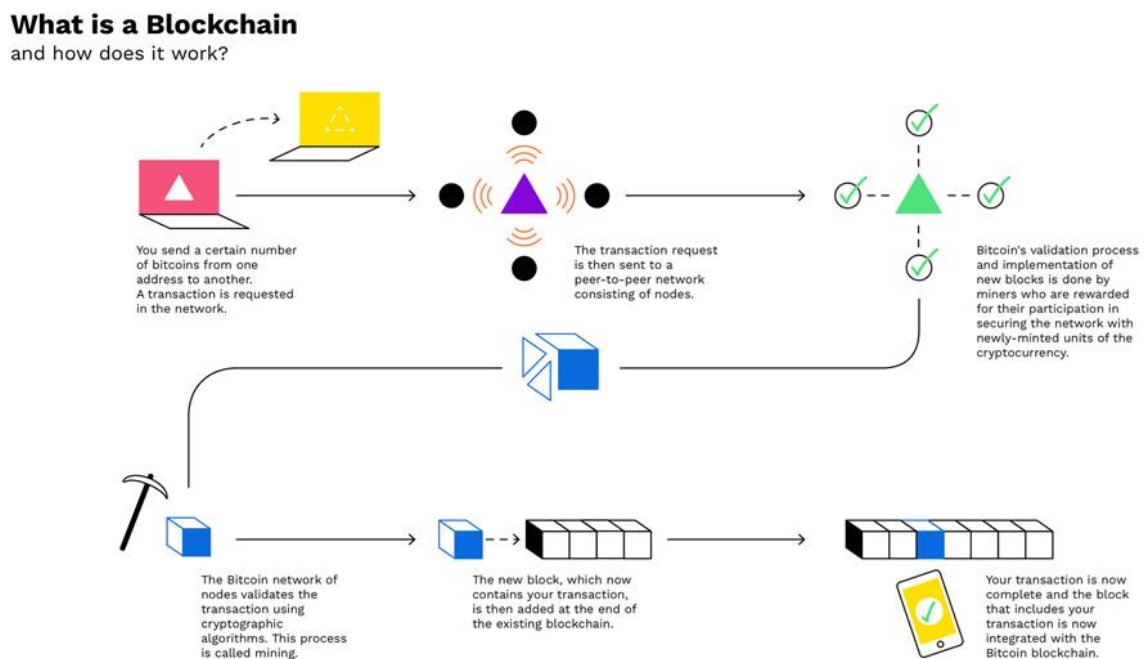 What is a Blockchain
and how does it work?
You send a certain number
of bitcoins from one
address to another.
A transaction is requested
in the network.
The transaction request
is then sent to a
peer-to-peer network
consisting of nodes.
Bitcoin's validation process
and implementation of
new blocks is done by
miners who are rewarded
for their participation in
securing the network with
newly-minted units of the
cryptocurrency.
The Bitcoin network of
nodes validates the
transaction using
cryptographic
algorithms. This process
is called mining.
The new block, which now
contains your transaction,
is then added at the end of
the existing blockchain.
Your transaction is now
complete and the block
that includes your
transaction is now
integrated with the
Bitcoin blockchain.